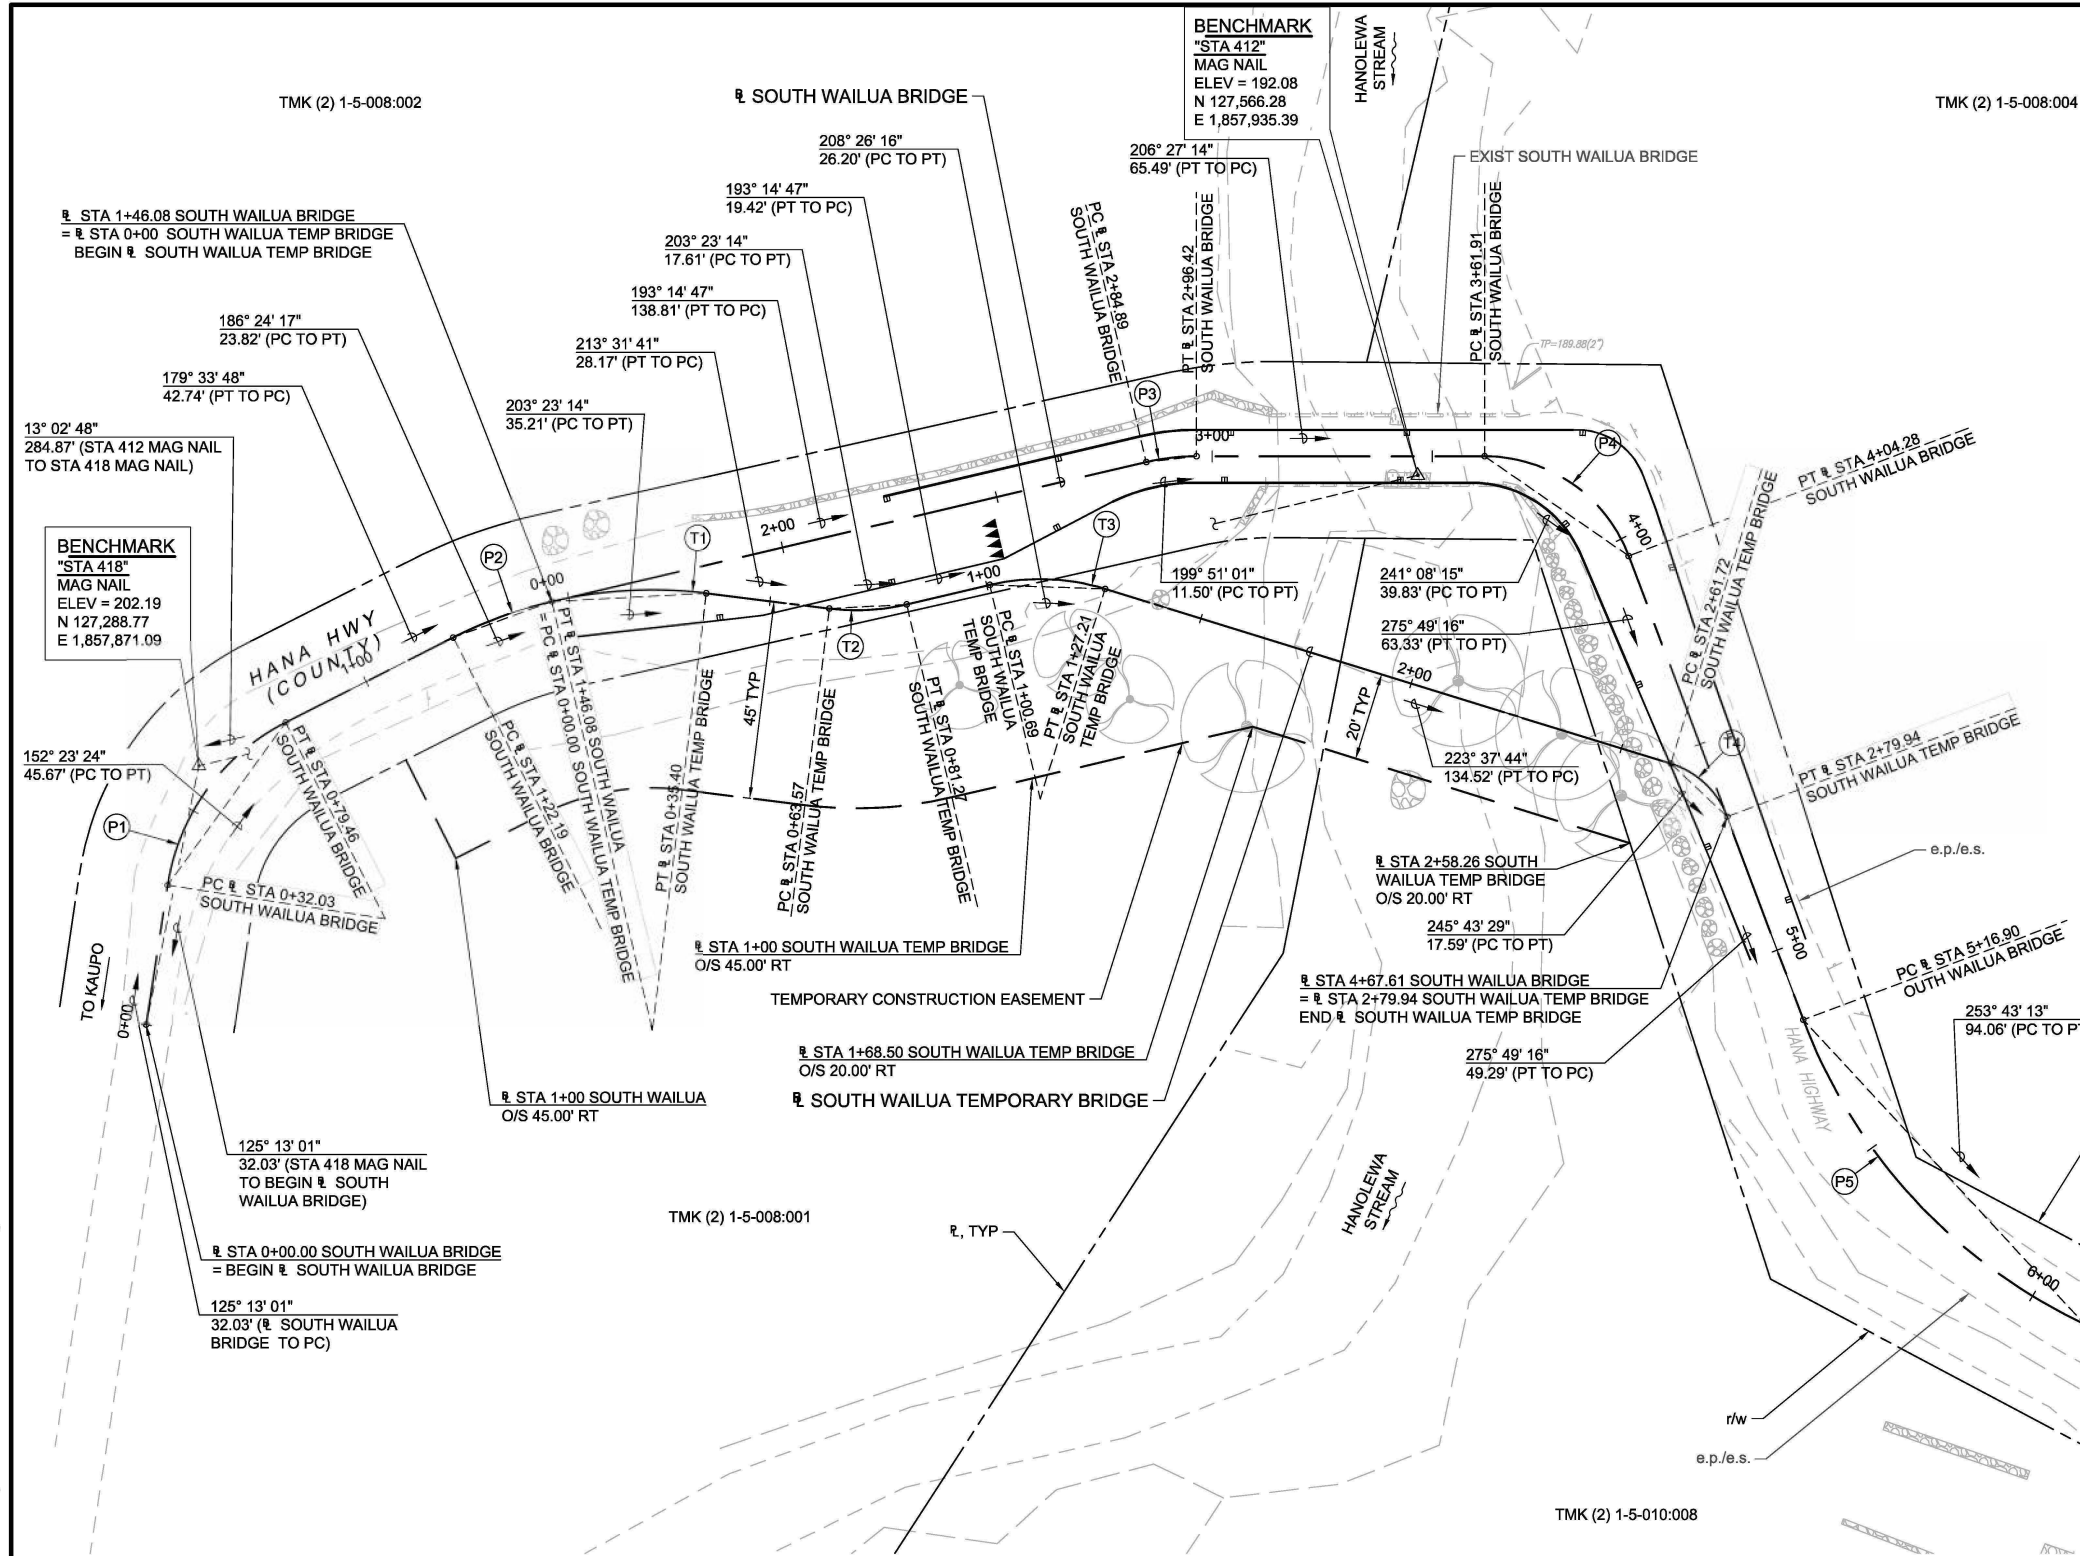 BENCHMARK
"STA 412"
MAG NAIL
ELEV = 192.08
N 127,566.28
E 1,857,935.39
HANOLEWA
STREAM
TMK (2) 1-5-008:002
℄ SOUTH WAILUA BRIDGE
TMK (2) 1-5-008:004
208° 26' 16"
26.20' (PC TO PT)
206° 27' 14"
65.49' (PT TO PC)
EXIST SOUTH WAILUA BRIDGE
193° 14' 47"
19.42' (PT TO PC)
℄ STA 1+46.08 SOUTH WAILUA BRIDGE
= ℄ STA 0+00 SOUTH WAILUA TEMP BRIDGE
BEGIN ℄ SOUTH WAILUA TEMP BRIDGE
203° 23' 14"
17.61' (PC TO PT)
193° 14' 47"
138.81' (PT TO PC)
PC ℄ STA 2+84.89
SOUTH WAILUA BRIDGE
PT ℄ STA 2+96.42
SOUTH WAILUA BRIDGE
PC ℄ STA 3+61.91
SOUTH WAILUA BRIDGE
186° 24' 17"
23.82' (PC TO PT)
213° 31' 41"
28.17' (PT TO PC)
TP=189.88(2")
179° 33' 48"
42.74' (PT TO PC)
203° 23' 14"
35.21' (PC TO PT)
P3
13° 02' 48"
284.87' (STA 412 MAG NAIL
TO STA 418 MAG NAIL)
3+00
P4
PT ℄ STA 4+04.28
SOUTH WAILUA BRIDGE
BENCHMARK
"STA 418"
MAG NAIL
ELEV = 202.19
N 127,288.77
E 1,857,871.09
2+00
T1
T3
4+00
P2
0+00
1+00
199° 51' 01"
11.50' (PC TO PT)
241° 08' 15"
39.83' (PC TO PT)
PC ℄ STA 2+61.72
SOUTH WAILUA TEMP BRIDGE
HANA HWY
(COUNTY)
1+00
T2
275° 49' 16"
63.33' (PT TO PT)
PT ℄ STA 1+46.08 SOUTH WAILUA
= PC ℄ STA 0+00.00 SOUTH WAILUA TEMP BRIDGE
PC ℄ STA 1+00.69
SOUTH WAILUA
TEMP BRIDGE
PT ℄ STA 1+27.21
SOUTH WAILUA
TEMP BRIDGE
2+00
45' TYP
20' TYP
PT ℄ STA 0+79.46
SOUTH WAILUA BRIDGE
PC ℄ STA 1+22.19
SOUTH WAILUA BRIDGE
PT ℄ STA 0+35.40
SOUTH WAILUA TEMP BRIDGE
PC ℄ STA 0+63.57
SOUTH WAILUA TEMP BRIDGE
PT ℄ STA 0+81.27
SOUTH WAILUA TEMP BRIDGE
152° 23' 24"
45.67' (PC TO PT)
223° 37' 44"
134.52' (PT TO PC)
T4
PT ℄ STA 2+79.94
SOUTH WAILUA TEMP BRIDGE
P1
PC ℄ STA 0+32.03
SOUTH WAILUA BRIDGE
℄ STA 2+58.26 SOUTH
WAILUA TEMP BRIDGE
O/S 20.00' RT
e.p./e.s.
℄ STA 1+00 SOUTH WAILUA TEMP BRIDGE
O/S 45.00' RT
245° 43' 29"
17.59' (PC TO PT)
5+00
PC ℄ STA 5+16.90
OUTH WAILUA BRIDGE
TO KAUPO
0+00
TEMPORARY CONSTRUCTION EASEMENT
℄ STA 4+67.61 SOUTH WAILUA BRIDGE
= ℄ STA 2+79.94 SOUTH WAILUA TEMP BRIDGE
END ℄ SOUTH WAILUA TEMP BRIDGE
253° 43' 13"
94.06' (PC TO PT
℄ STA 1+68.50 SOUTH WAILUA TEMP BRIDGE
O/S 20.00' RT
275° 49' 16"
49.29' (PT TO PC)
HANA HIGHWAY
℄ STA 1+00 SOUTH WAILUA
O/S 45.00' RT
℄ SOUTH WAILUA TEMPORARY BRIDGE
125° 13' 01"
32.03' (STA 418 MAG NAIL
TO BEGIN ℄ SOUTH
WAILUA BRIDGE)
HANOLEWA
STREAM
P5
TMK (2) 1-5-008:001
℄, TYP
℄ STA 0+00.00 SOUTH WAILUA BRIDGE
= BEGIN ℄ SOUTH WAILUA BRIDGE
6+00
125° 13' 01"
32.03' (℄ SOUTH WAILUA
BRIDGE TO PC)
r/w
e.p./e.s.
TMK (2) 1-5-010:008